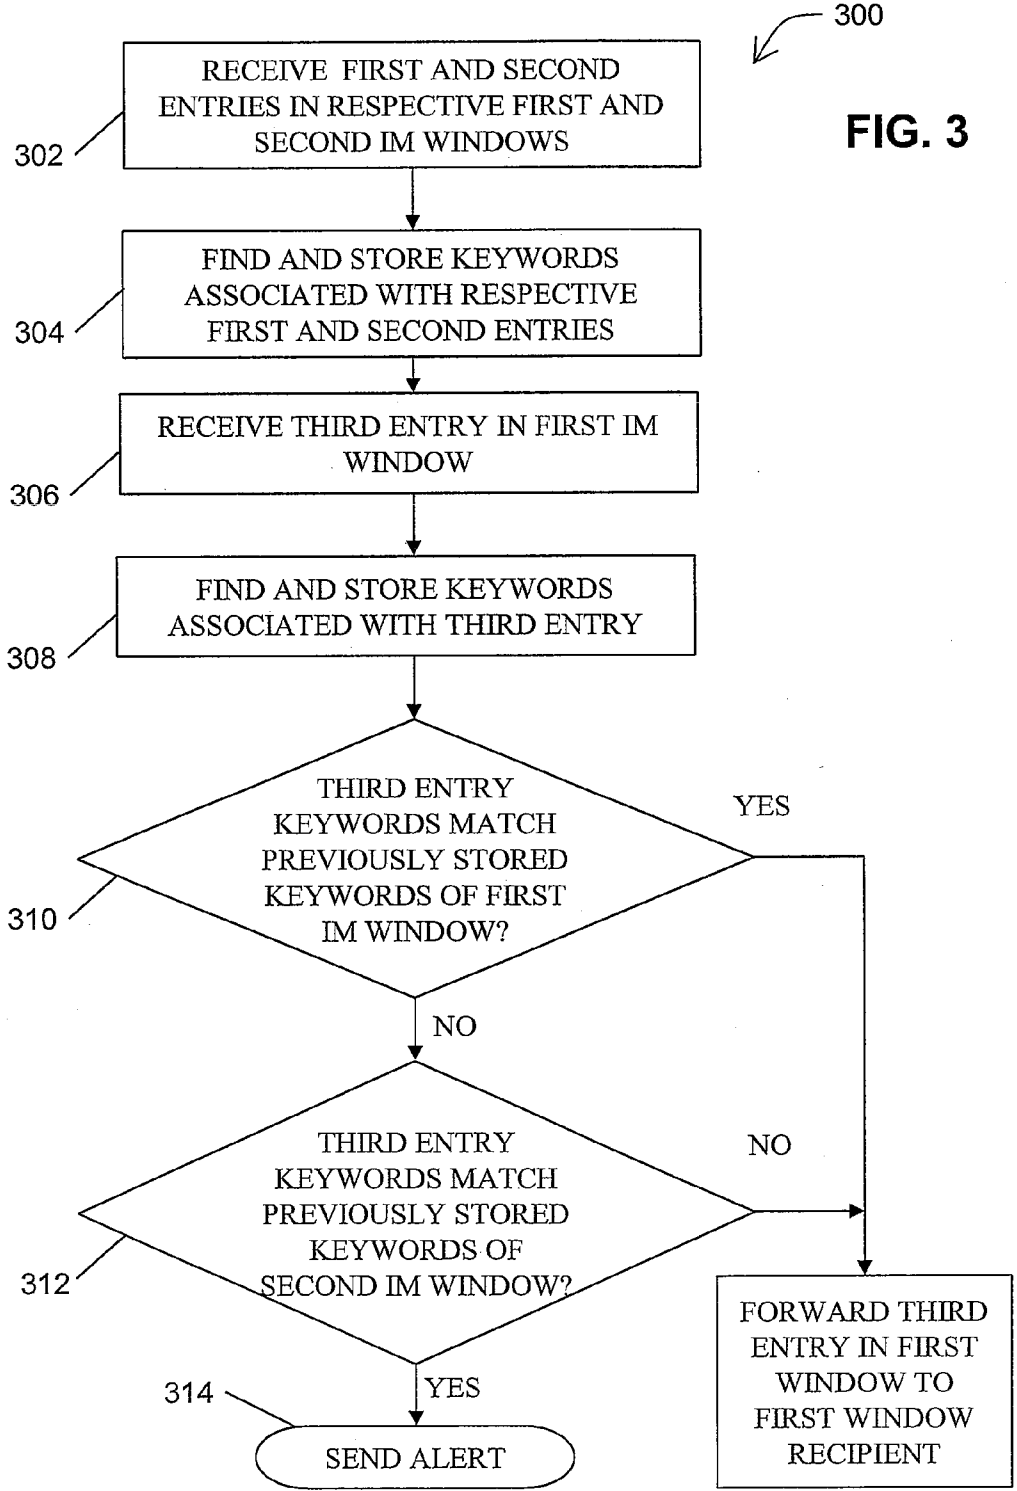 300
FIG. 3
RECEIVE FIRST AND SECOND
ENTRIES IN RESPECTIVE FIRST AND
SECOND IM WINDOWS
302
FIND AND STORE KEYWORDS
ASSOCIATED WITH RESPECTIVE
FIRST AND SECOND ENTRIES
304
RECEIVE THIRD ENTRY IN FIRST IM
WINDOW
306
FIND AND STORE KEYWORDS
ASSOCIATED WITH THIRD ENTRY
308
THIRD ENTRY
KEYWORDS MATCH
PREVIOUSLY STORED
KEYWORDS OF FIRST
IM WINDOW?
YES
310
NO
THIRD ENTRY
KEYWORDS MATCH
PREVIOUSLY STORED
KEYWORDS OF
SECOND IM WINDOW?
NO
312
FORWARD THIRD
ENTRY IN FIRST
WINDOW TO
FIRST WINDOW
RECIPIENT
YES
314
SEND ALERT